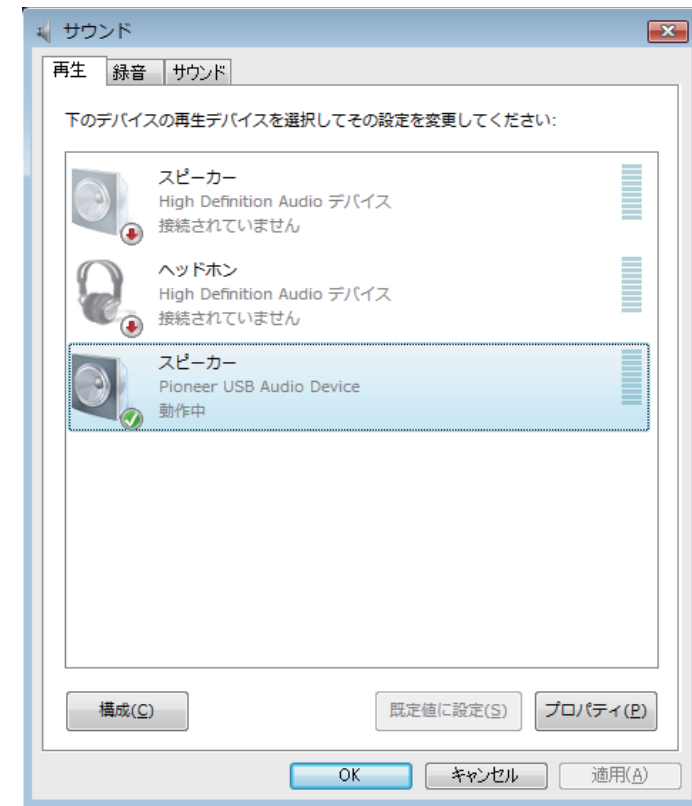 サウンド
再生 録音 サウンド
下のデバイスの再生デバイスを選択してその設定を変更してください:
スピーカー
High Definition Audio デバイス
接続されていません
ヘッドホン
High Definition Audio デバイス
接続されていません
スピーカー
Pioneer USB Audio Device
動作中
構成(C) 既定値に設定(S) プロパティ(P)
OK キャンセル 適用(A)